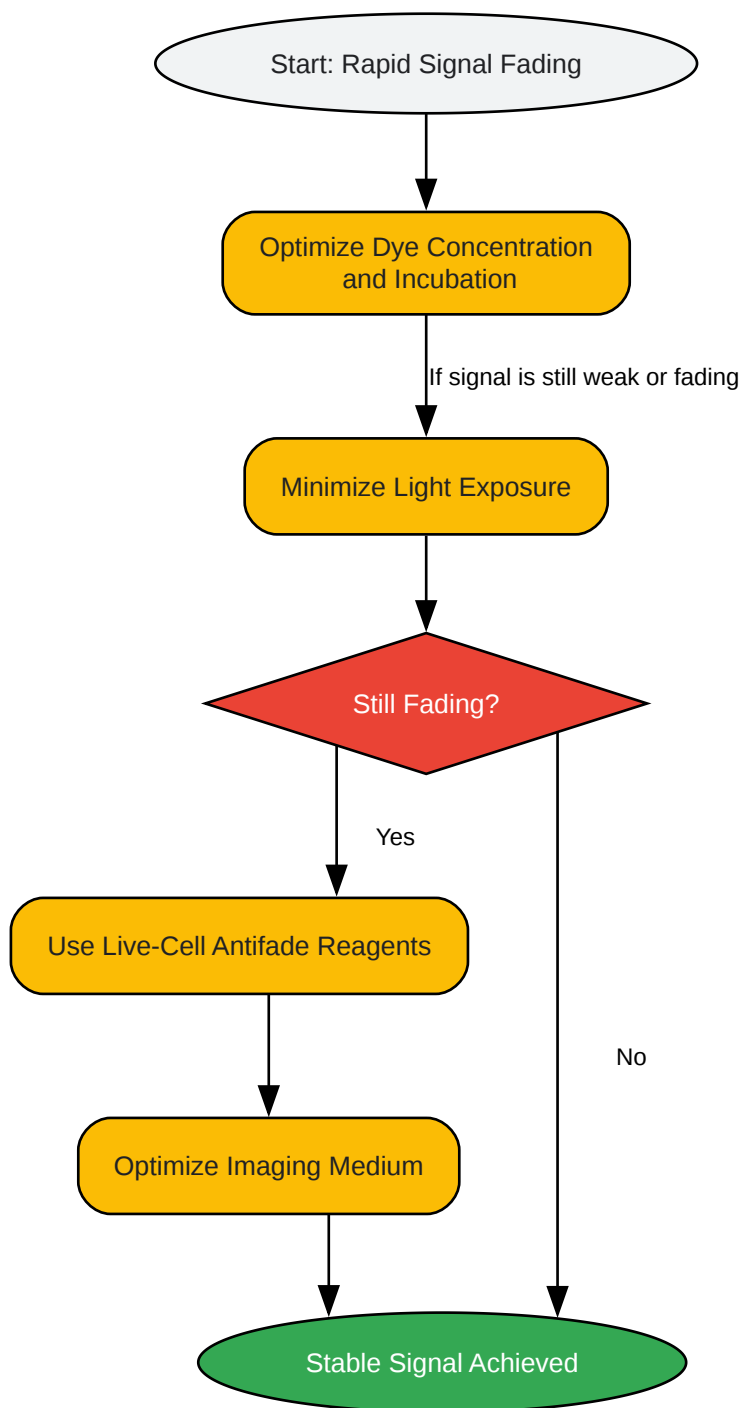 Start: Rapid Signal Fading
Optimize Dye Concentration
and Incubation
If signal is still weak or fading
Minimize Light Exposure
Still Fading?
Yes
Use Live-Cell Antifade Reagents
No
Optimize Imaging Medium
Stable Signal Achieved